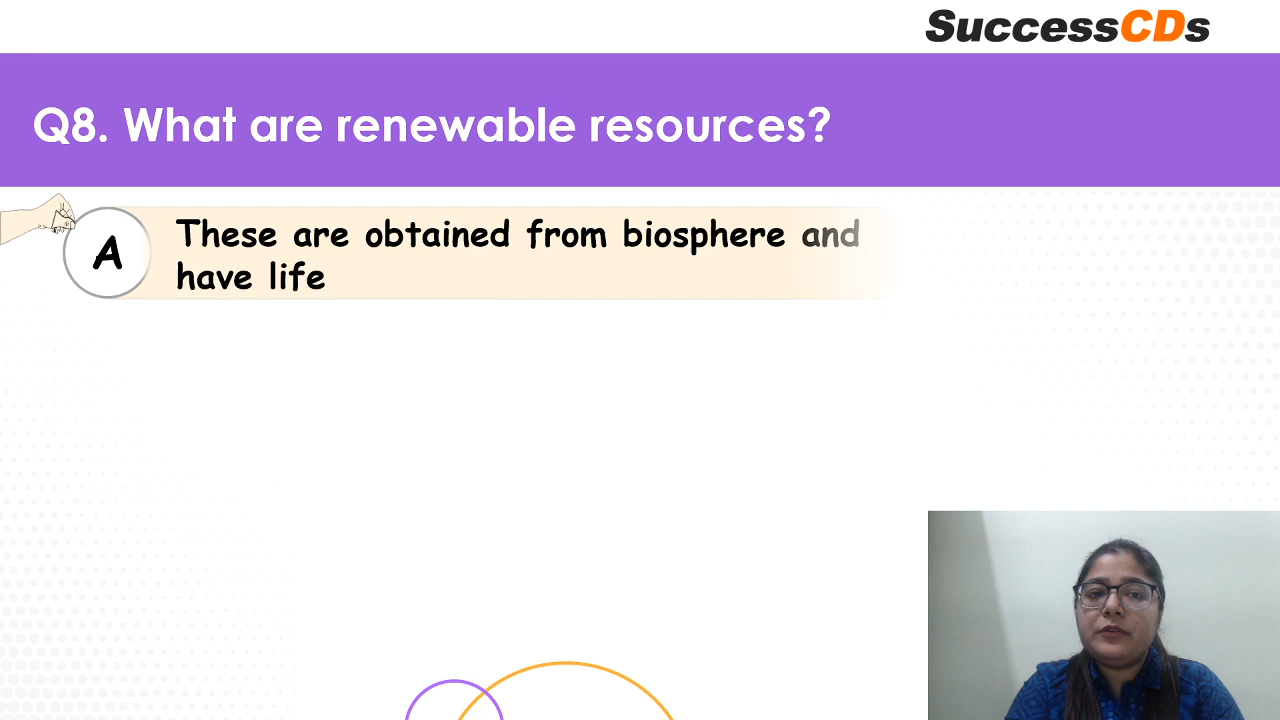 SuccessCDs
Q8. What are renewable resources?
A
These are obtained from biosphere and
have life